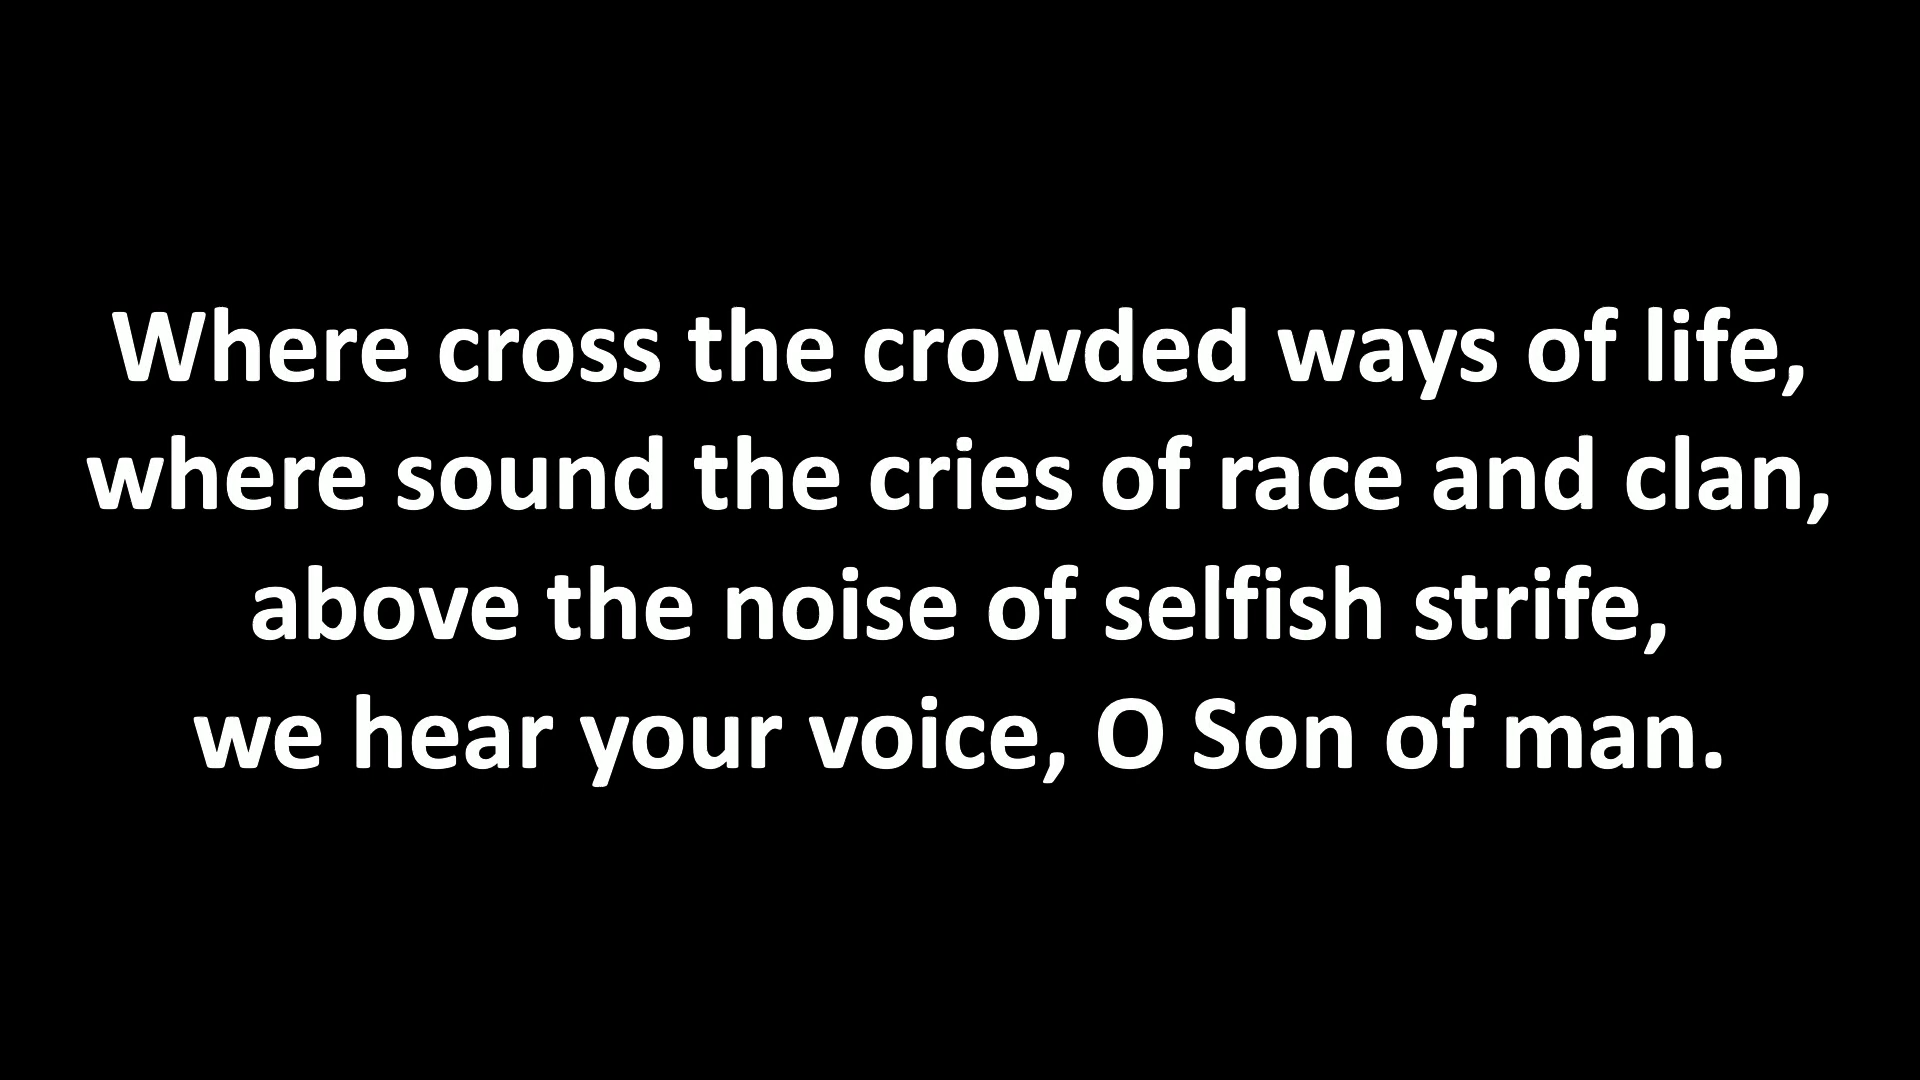 Where cross the crowded ways of life,
where sound the cries of race and clan,
above the noise of selfish strife,
we hear your voice, O Son of man.